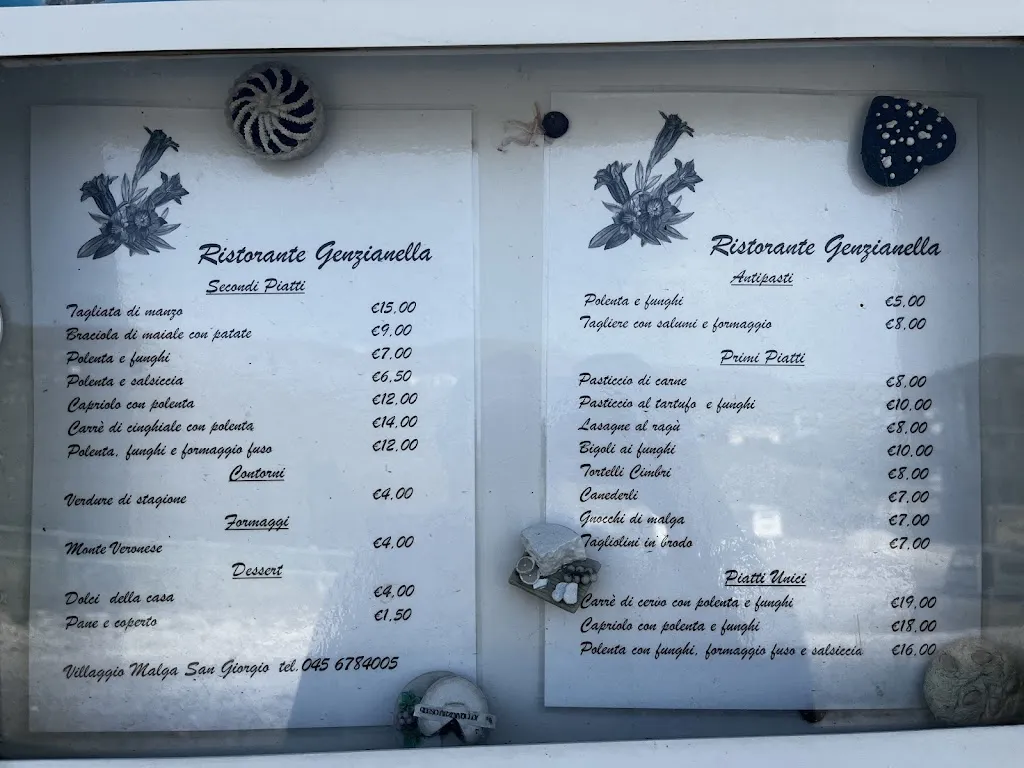 Ristorante Genzianella
Secondi Piatti
Tagliata di manzo €15,00
Braciola di maiale con patate €9,00
Polenta e funghi €7,00
Polenta e salsiccia €6,50
Capriolo con polenta €12,00
Carrè di cinghiale con polenta €14,00
Polenta, funghi e formaggio fuso €12,00
Contorni
Verdure di stagione €4,00
Formaggi
Monte Veronese €4,00
Dessert
Dolci della casa €4,00
Pane e coperto €1,50
Villaggio Malga San Giorgio tel. 045 6784005
Ristorante Genzianella
Antipasti
Polenta e funghi €5,00
Tagliere con salumi e formaggio €8,00
Primi Piatti
Pasticcio di carne €8,00
Pasticcio al tartufo e funghi €10,00
Lasagne al ragù €8,00
Bigoli ai funghi €10,00
Tortelli Cimbri €8,00
Canederli €7,00
Gnocchi di malga €7,00
Tagliolini in brodo €7,00
Piatti Unici
Carrè di cervo con polenta e funghi €19,00
Capriolo con polenta e funghi €18,00
Polenta con funghi, formaggio fuso e salsiccia €16,00